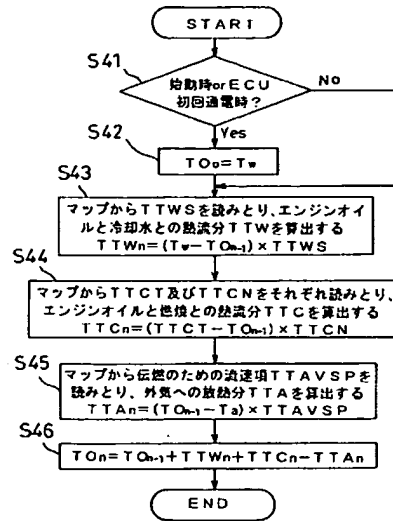 START
S41
始動時orECU
初回通電時?
No
S42
Yes
TO₀=Tw
S43
マップからTTWSを読みとり、エンジンオイ
ルと冷却水との熱流分TTWを算出する
TTWn=(Tw-TOn-1)×TTWS
S44
マップからTTCT及びTTCNをそれぞれ読みとり、
エンジンオイルと燃焼との熱流分TTCを算出する
TTCn=(TTCT-TOn-1)×TTCN
S45
マップから伝熱のための流速項TTAVSPを
読みとり、外気への放熱分TTAを算出する
TTAn=(TOn-1-Ta)×TTAVSP
S46
TOn=TOn-1+TTWn+TTCn-TTAn
END